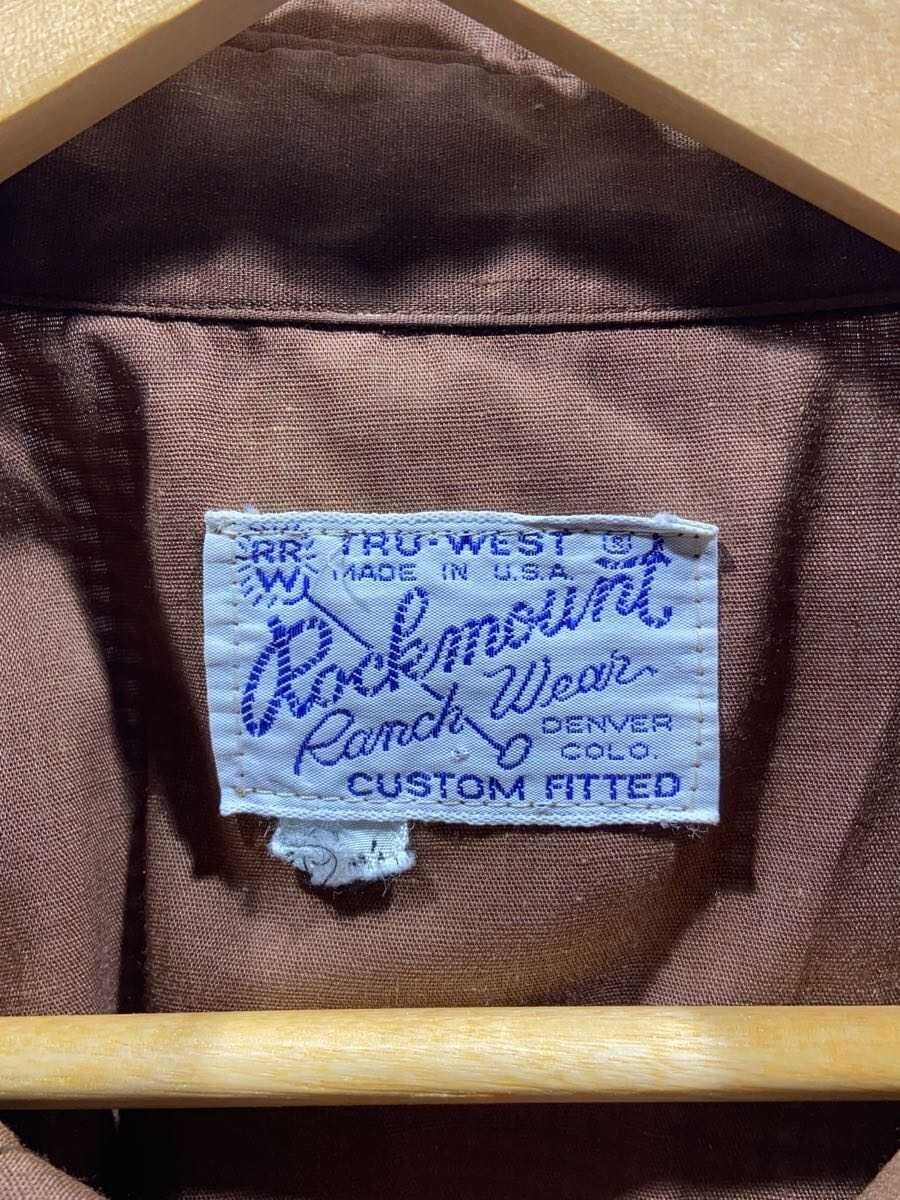 RR
W
TRU-WEST ®
MADE IN U.S.A.
Rockmount
Ranch Wear
DENVER
COLO.
CUSTOM FITTED